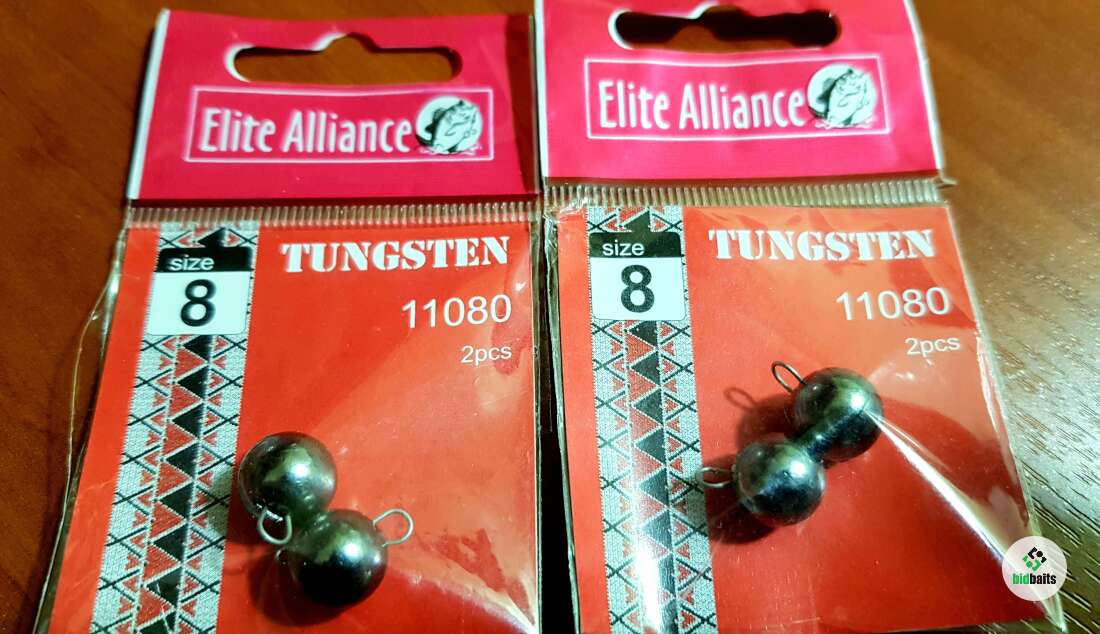 Elite Alliance
size
8
TUNGSTEN
11080
2pcs
Elite Alliance
size
8
TUNGSTEN
11080
2pcs
bidbaits